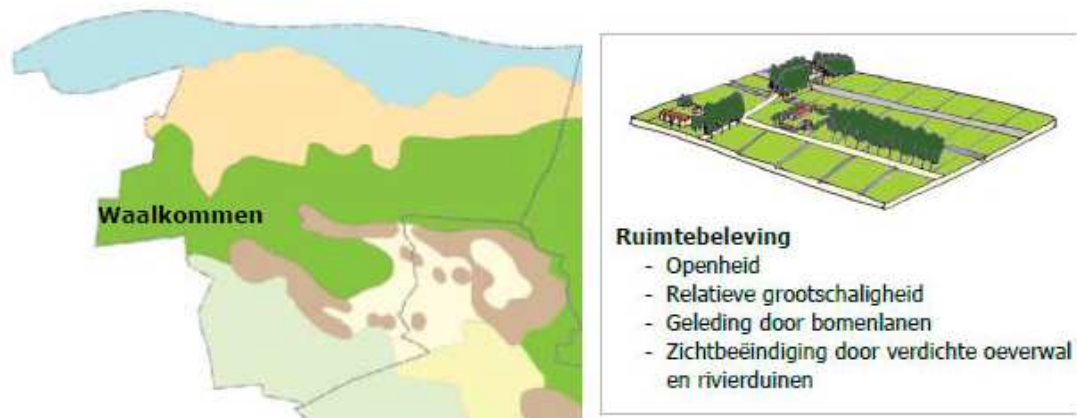 Waalkommen
Ruimtebeleving
- Openheid
- Relatieve grootschaligheid
- Geleding door bomenlanen
- Zichtbeëindiging door verdichte oeverwal
en rivierduinen